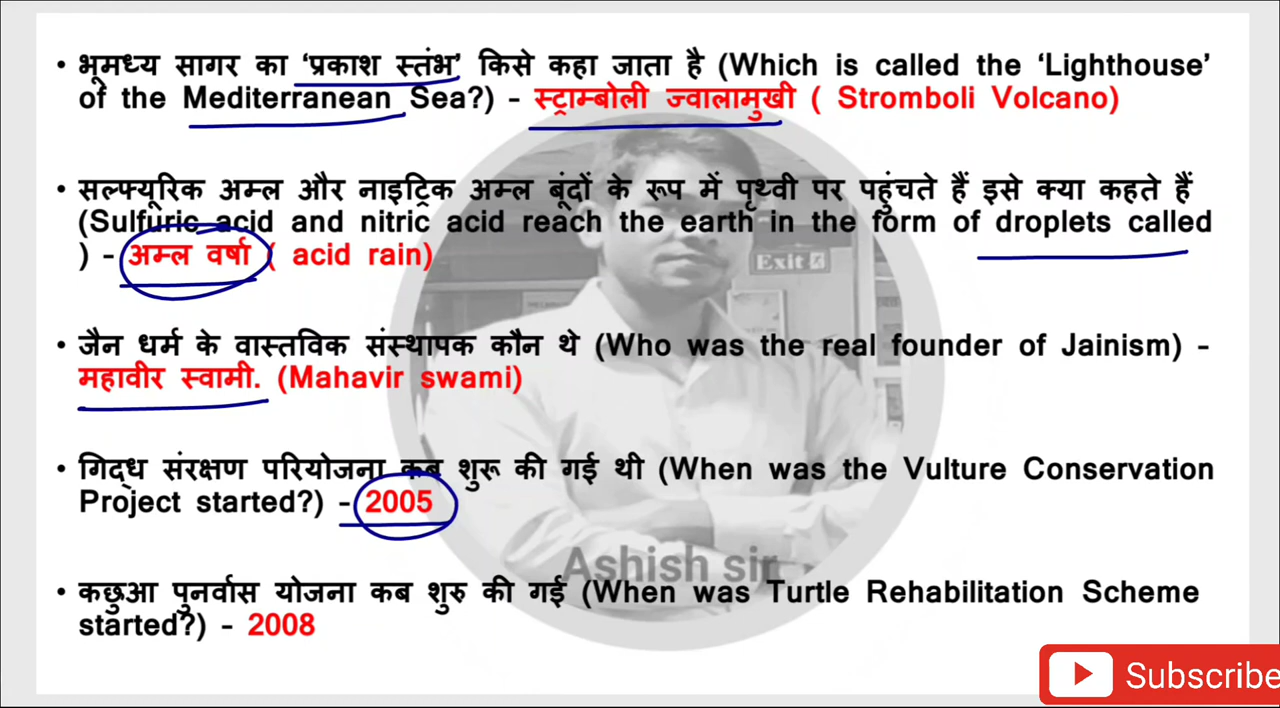 • भूमध्य सागर का ‘प्रकाश स्तंभ’ किसे कहा जाता है (Which is called the ‘Lighthouse’
of the Mediterranean Sea?) – स्ट्राम्बोली ज्वालामुखी ( Stromboli Volcano)
• सल्फ्यूरिक अम्ल और नाइट्रिक अम्ल बूंदों के रूप में पृथ्वी पर पहुंचते हैं इसे क्या कहते हैं
(Sulfuric acid and nitric acid reach the earth in the form of droplets called
) – अम्ल वर्षा ( acid rain)
Exit
• जैन धर्म के वास्तविक संस्थापक कौन थे (Who was the real founder of Jainism) –
महावीर स्वामी. (Mahavir swami)
• गिद्ध संरक्षण परियोजना कब शुरू की गई थी (When was the Vulture Conservation
Project started?) – 2005
Ashish sir
• कछुआ पुनर्वास योजना कब शुरु की गई (When was Turtle Rehabilitation Scheme
started?) – 2008
Subscribe